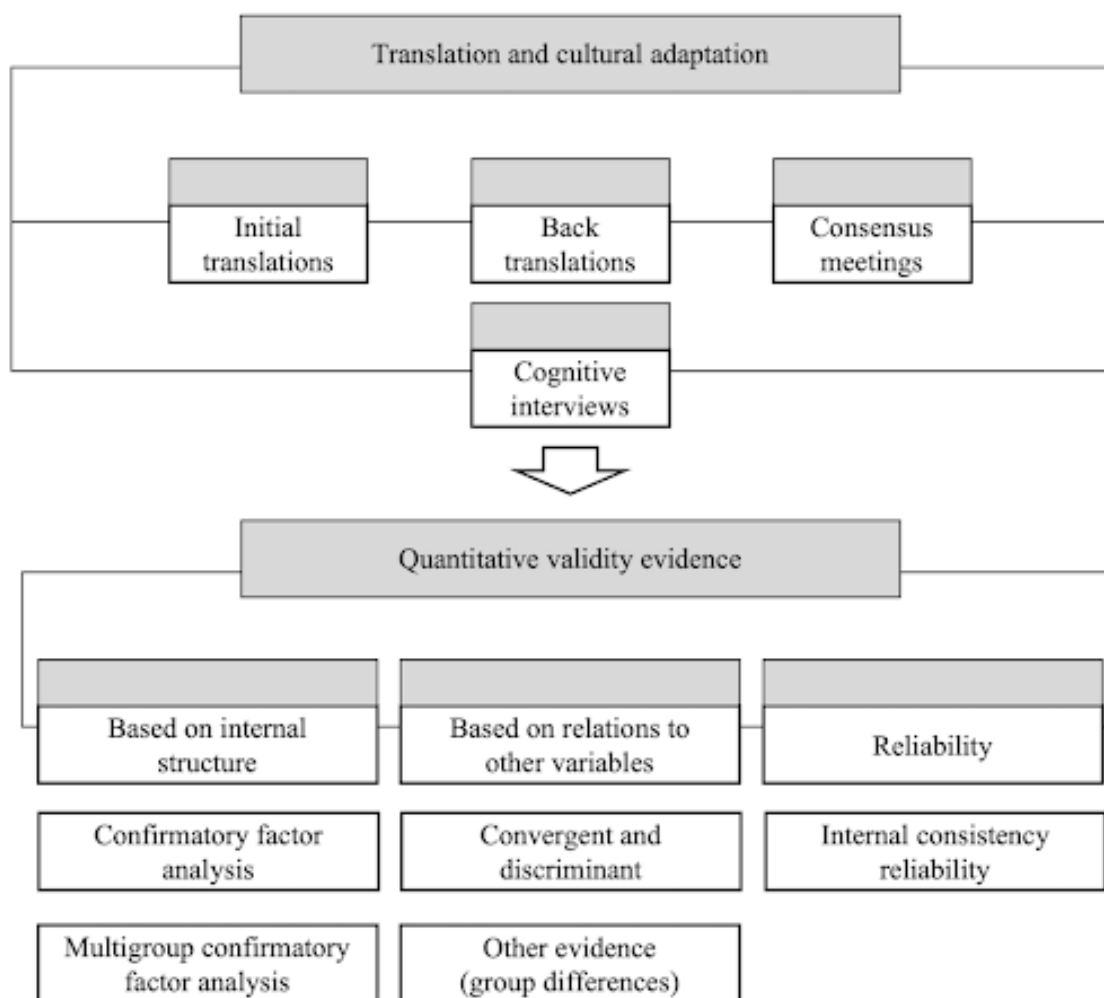 Translation and cultural adaptation
Initial
translations
Back
translations
Consensus
meetings
Cognitive
interviews
Quantitative validity evidence
Based on internal
structure
Based on relations to
other variables
Reliability
Confirmatory factor
analysis
Convergent and
discriminant
Internal consistency
reliability
Multigroup confirmatory
factor analysis
Other evidence
(group differences)